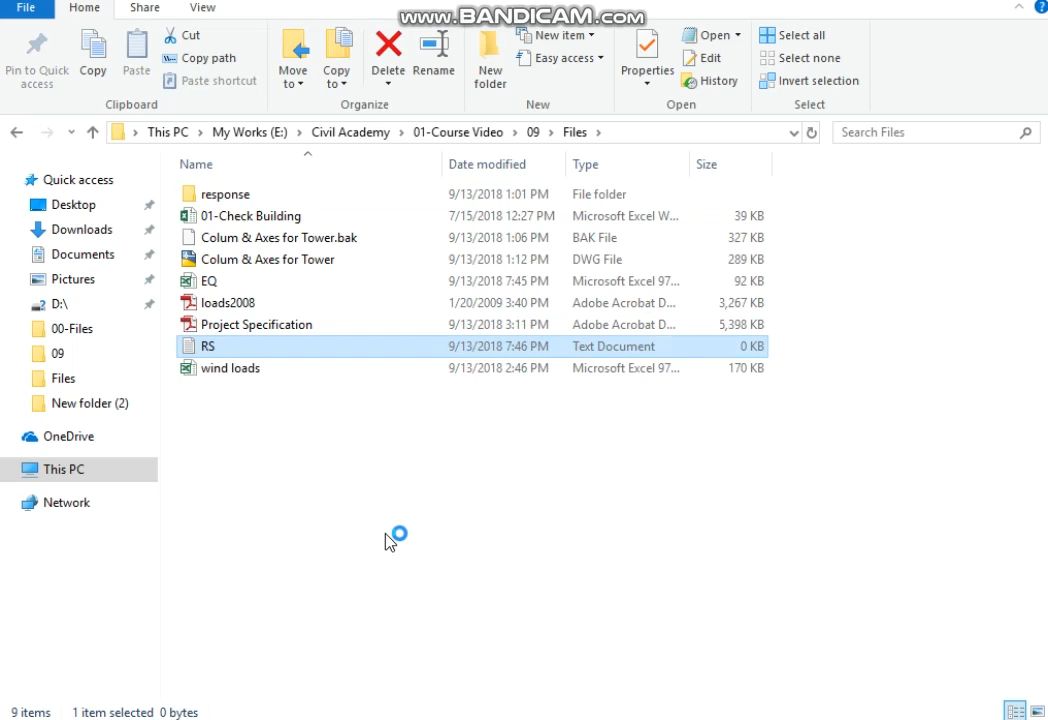 www.BANDICAM.com
File Home Share View
Pin to Quick access
Copy
Paste
Cut
Copy path
Paste shortcut
Clipboard
Move to
Copy to
Delete
Rename
Organize
New folder
New item
Easy access
New
Properties
Open
Edit
History
Open
Select all
Select none
Invert selection
Select
This PC > My Works (E:) > Civil Academy > 01-Course Video > 09 > Files >
Search Files
Name Date modified Type Size
response 9/13/2018 1:01 PM File folder
01-Check Building 7/15/2018 12:27 PM Microsoft Excel W... 39 KB
Colum & Axes for Tower.bak 9/13/2018 1:06 PM BAK File 327 KB
Colum & Axes for Tower 9/13/2018 1:12 PM DWG File 289 KB
EQ 9/13/2018 7:45 PM Microsoft Excel 97... 92 KB
loads2008 1/20/2009 3:40 PM Adobe Acrobat D... 3,267 KB
Project Specification 9/13/2018 3:11 PM Adobe Acrobat D... 5,398 KB
RS 9/13/2018 7:46 PM Text Document 0 KB
wind loads 9/13/2018 2:46 PM Microsoft Excel 97... 170 KB
Quick access
Desktop
Downloads
Documents
Pictures
D:\
00-Files
09
Files
New folder (2)
OneDrive
This PC
Network
9 items 1 item selected 0 bytes